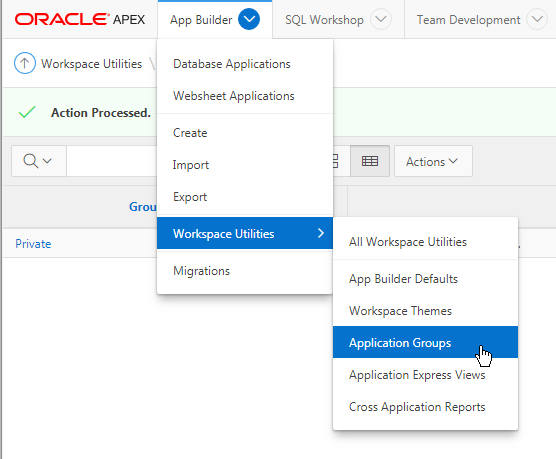 ORACLE APEX App Builder SQL Workshop Team Development
Workspace Utilities \
Database Applications
Websheet Applications
Action Processed.
Create
Import
Actions
Export
Grou
Workspace Utilities
Private
All Workspace Utilities
Migrations
App Builder Defaults
Workspace Themes
Application Groups
Application Express Views
Cross Application Reports